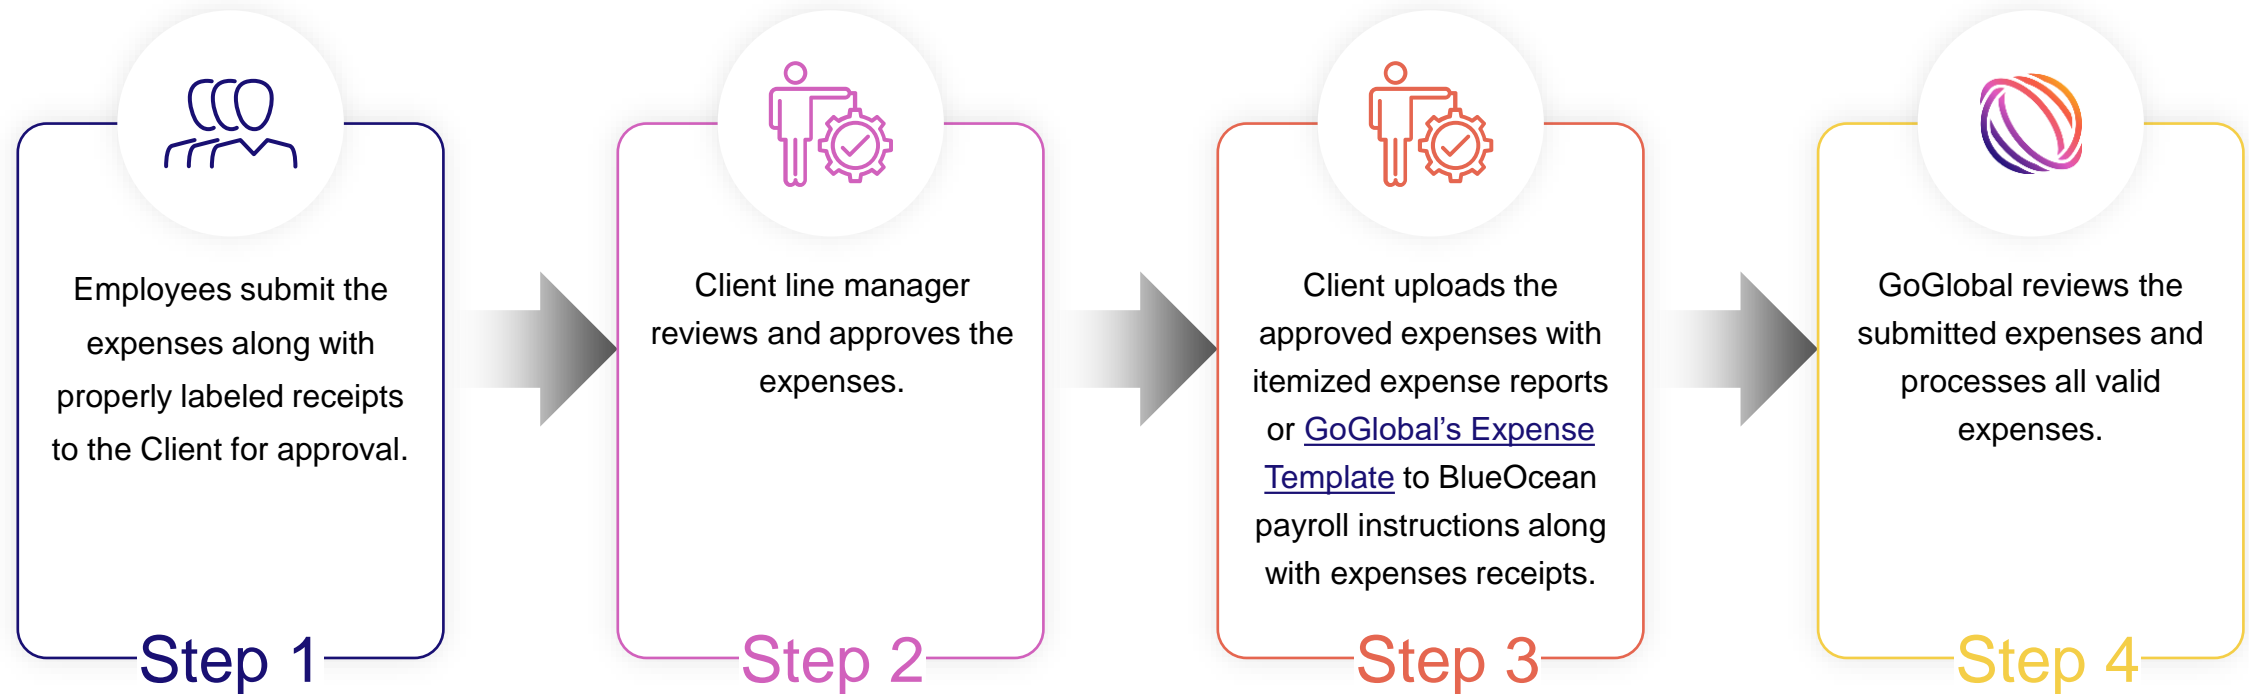 Employees submit the
expenses along with
properly labeled receipts
to the Client for approval.
Step 1
Client line manager
reviews and approves the
expenses.
Step 2
Client uploads the
approved expenses with
itemized expense reports
or GoGlobal’s Expense
Template to BlueOcean
payroll instructions along
with expenses receipts.
Step 3
GoGlobal reviews the
submitted expenses and
processes all valid
expenses.
Step 4